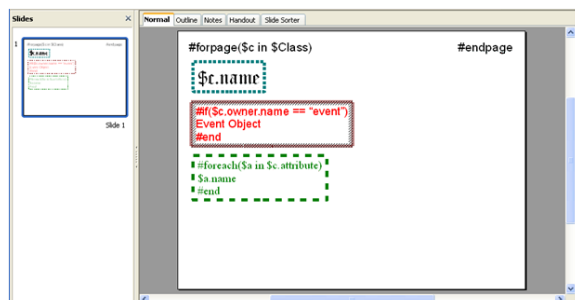 Slides
Normal Outline Notes Handout Slide Sorter
1
Slide 1
#forpage($c in $Class) #endpage
$c.name
#if($c.owner.name == "event")
Event Object
#end
#foreach($a in $c.attribute)
$a.name
#end